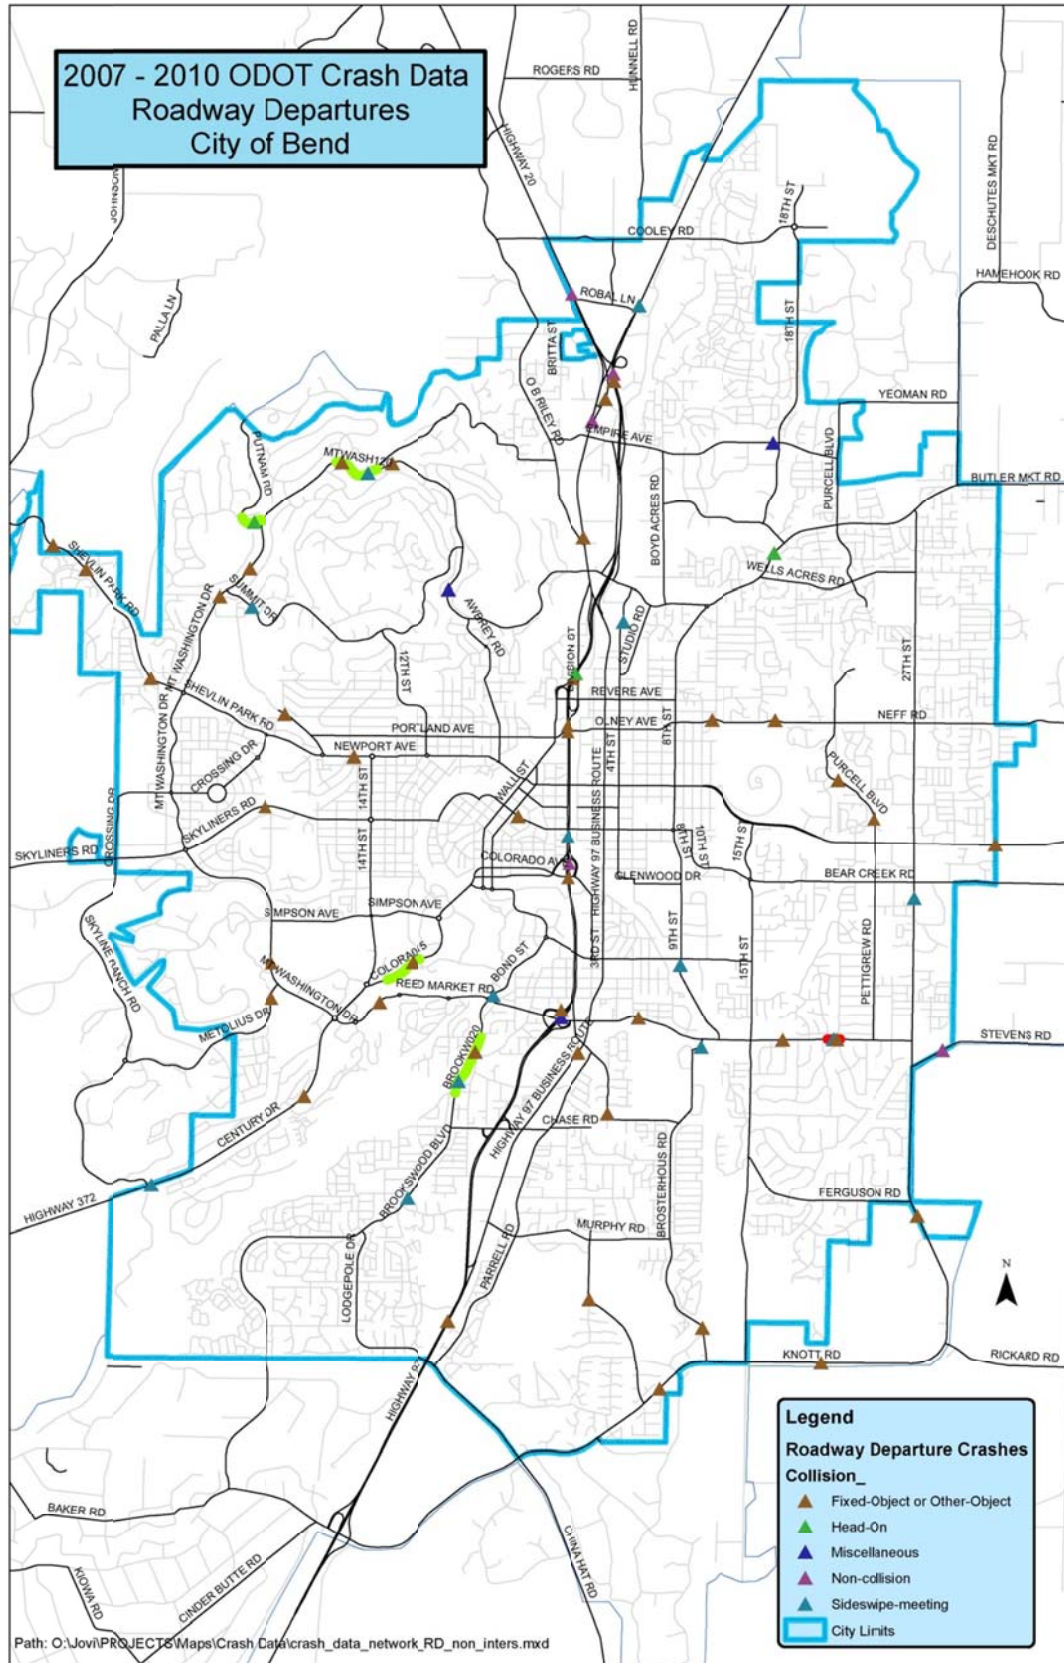 2007 - 2010 ODOT Crash Data
Roadway Departures
City of Bend
HUNNELL RD
ROGERS RD
HIGHWAY 20
DESCHUTES MKT RD
18TH ST
COOLEY RD
HAMEHOOK RD
PALLA LN
ROBAL LN
18TH ST
BRITTA ST
O B RILEY RD
YEOMAN RD
EMPIRE AVE
PURCELL BLVD
PUTNAM RD
BUTLER MKT RD
BOYD ACRES RD
SHEVLIN PARK RD
WELLS ACRES RD
SUMMIT DR
MT WASHINGTON DR
AWBREY RD
STUDIO RD
12TH ST
27TH ST
REVERE AVE
MT WASHINGTON DR
SHEVLIN PARK RD
PORTLAND AVE
OLNEY AVE
8TH ST
NEFF RD
NEWPORT AVE
4TH ST
CROSSING DR
14TH ST
WALL ST
PURCELL BLVD
HIGHWAY 97 BUSINESS ROUTE
SKYLINERS RD
CROSSING DR
SKYLINERS RD
14TH ST
8TH ST
10TH ST
15TH ST
COLORADO AVE
GLENWOOD DR
BEAR CREEK RD
SIMPSON AVE
SIMPSON AVE
SKYLINE RANCH RD
3RD ST
9TH ST
15TH ST
PETTIGREW RD
BOND ST
MT WASHINGTON DR
REED MARKET RD
METOLIUS DR
BROOKW020
STEVENS RD
HIGHWAY 97 BUSINESS ROUTE
CENTURY DR
CHASE RD
BROOKSWOOD BLVD
BROSTERHOUS RD
HIGHWAY 372
FERGUSON RD
MURPHY RD
LODGEPOLE DR
PARRELL RD
N
KNOTT RD
RICKARD RD
Legend
Roadway Departure Crashes
Collision_
Fixed-Object or Other-Object
Head-On
Miscellaneous
Non-collision
Sideswipe-meeting
City Limits
BAKER RD
CHINA HAT RD
KIOWA RD
CINDER BUTTE RD
Path: O:\Jovi\PROJECTS\Maps\Crash Data\crash_data_network_RD_non_inters.mxd